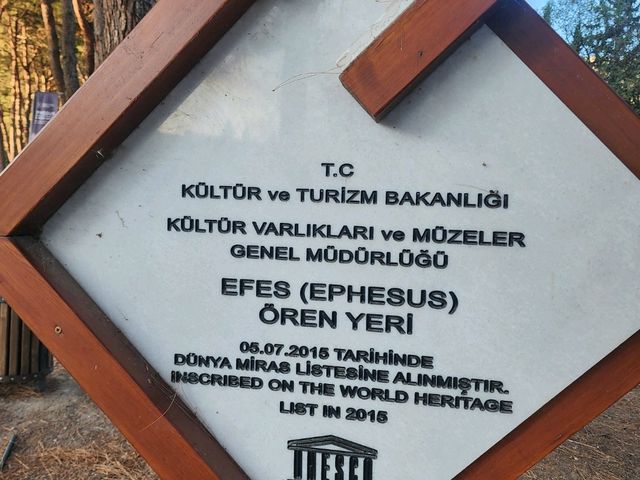 T.C
KÜLTÜR ve TURİZM BAKANLIĞI
KÜLTÜR VARLIKLARI ve MÜZELER
GENEL MÜDÜRLÜĞÜ
EFES (EPHESUS)
ÖREN YERİ
05.07.2015 TARİHİNDE
DÜNYA MİRAS LİSTESİNE ALINMIŞTIR.
INSCRIBED ON THE WORLD HERITAGE
LIST IN 2015
UNESCO